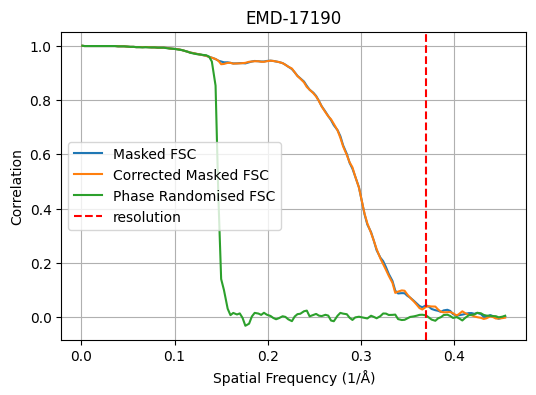 EMD-17190
1.0
0.8
0.6
0.4
0.2
0.0
Correlation
Masked FSC
Corrected Masked FSC
Phase Randomised FSC
resolution
0.0
0.1
0.2
0.3
0.4
Spatial Frequency (1/Å)